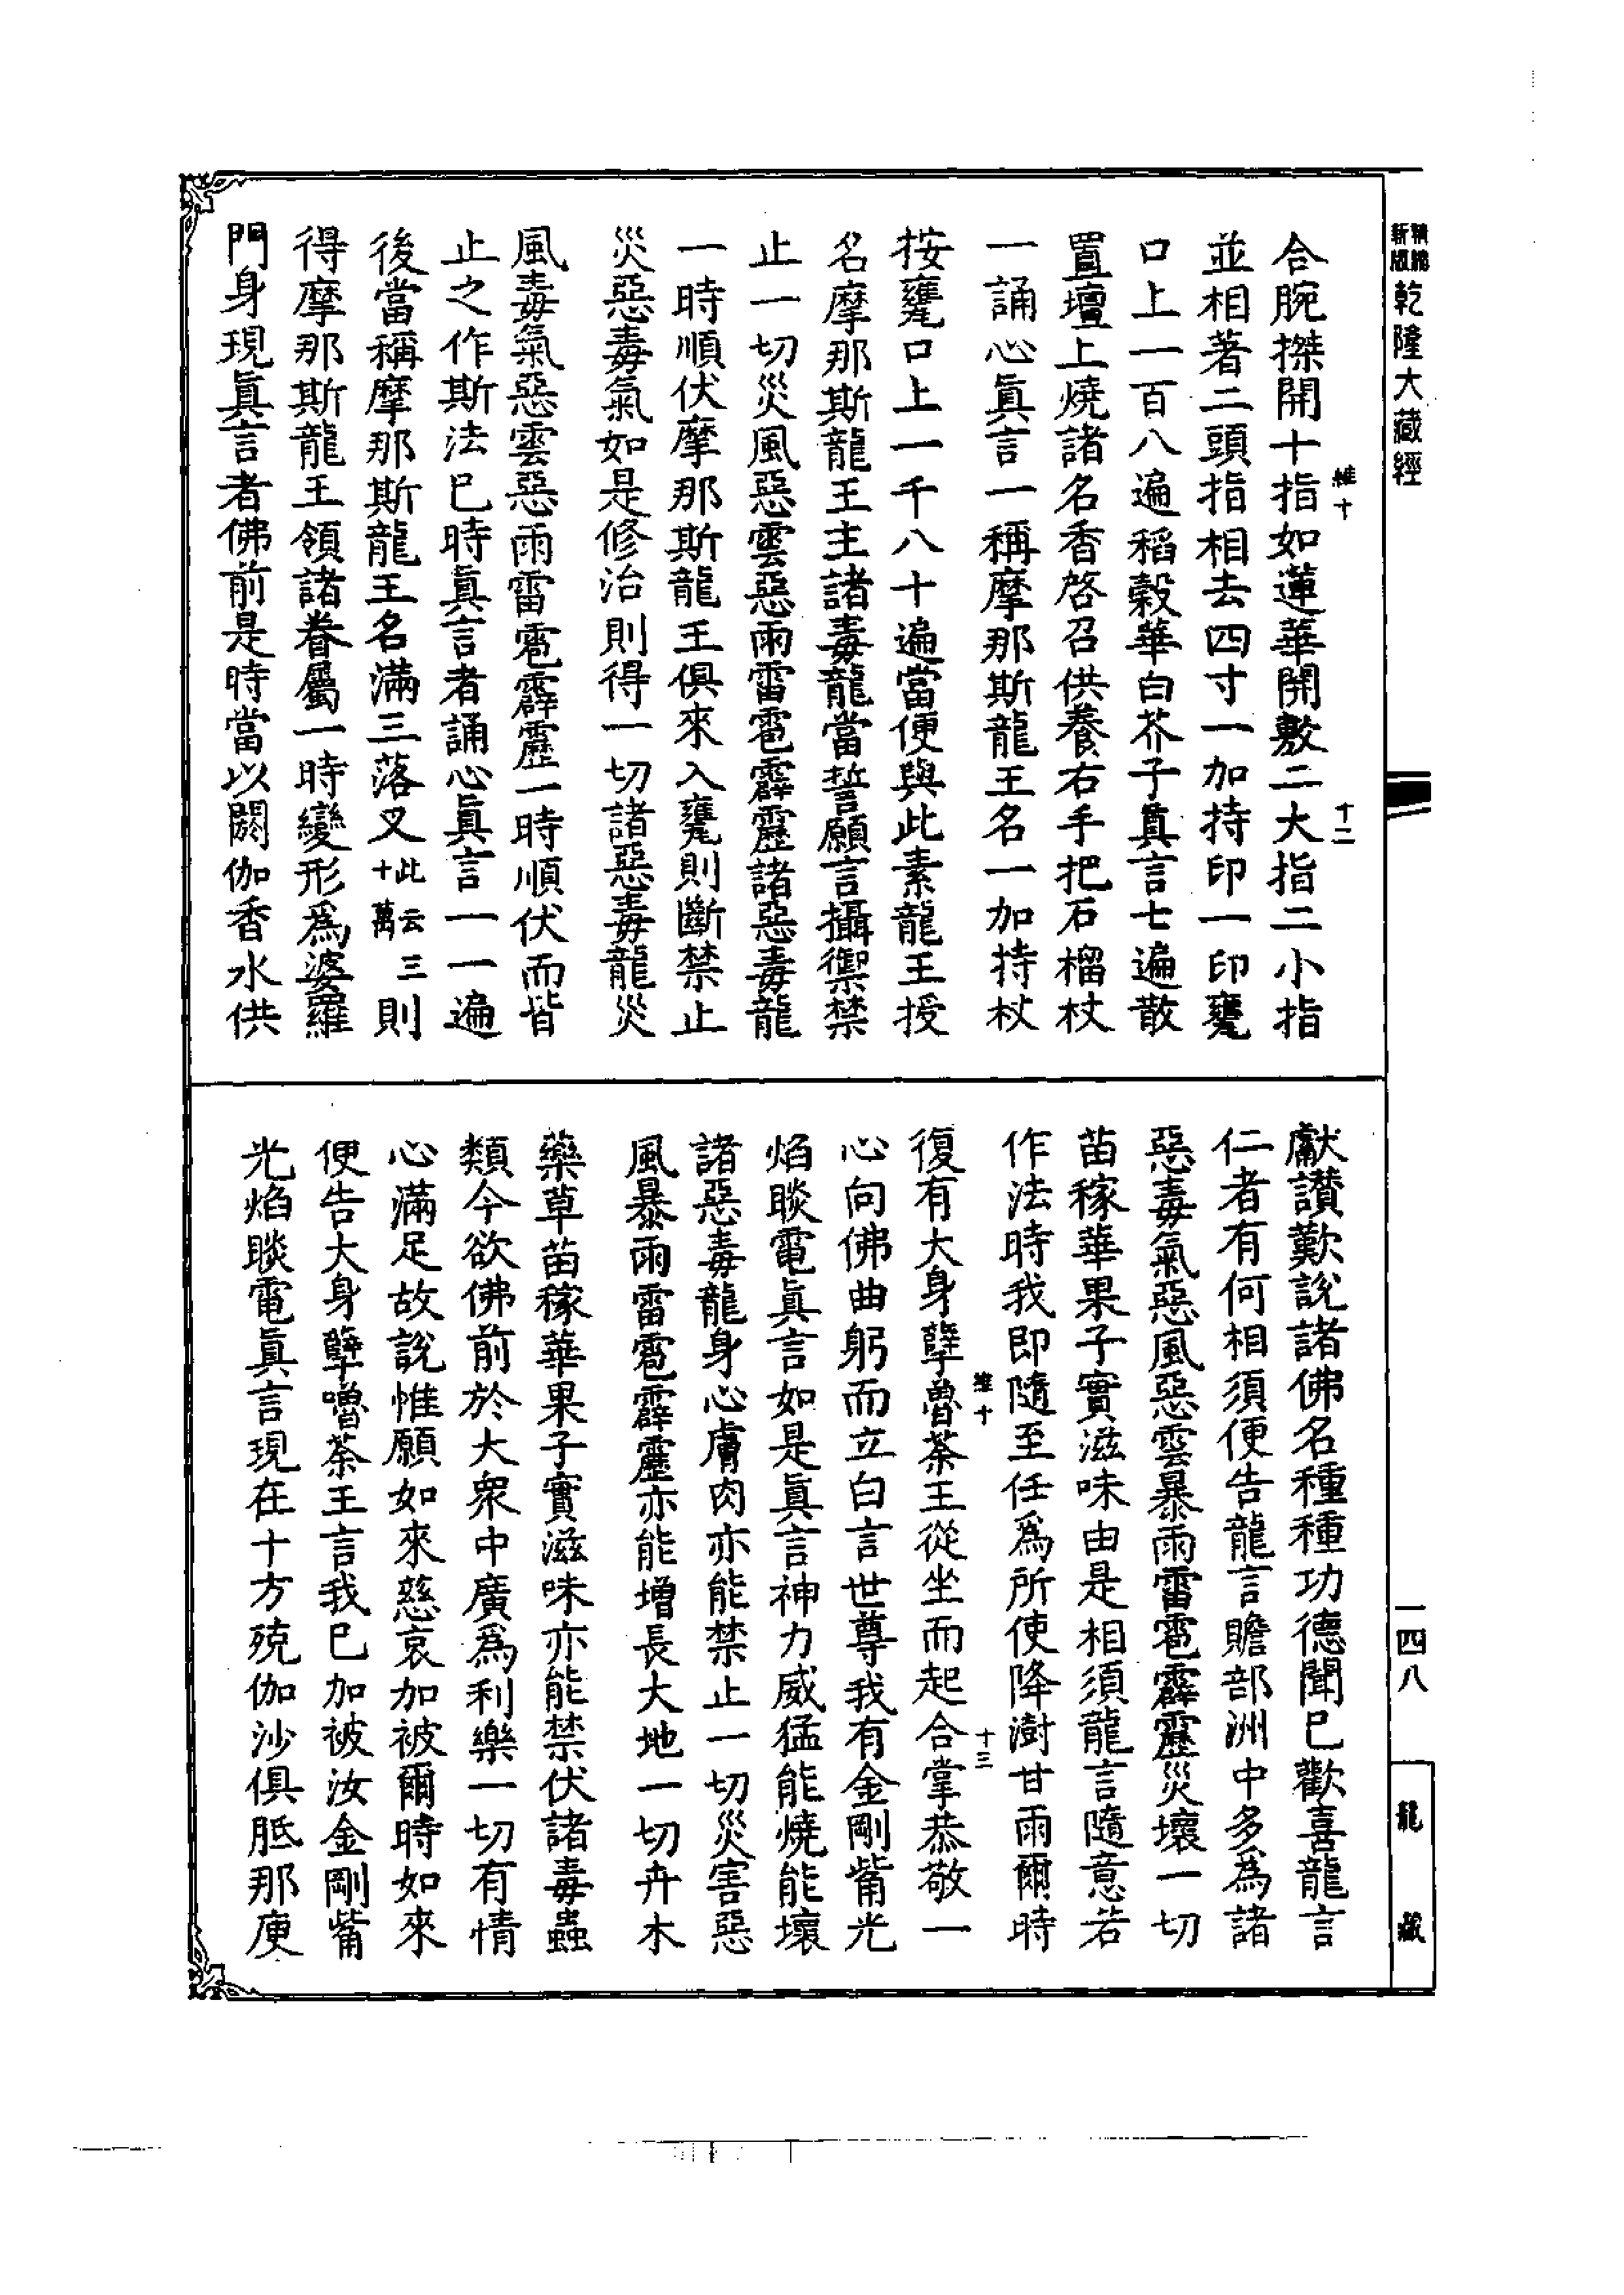 乾隆大藏經
合腕搩開十指如蓮華開敷二大指二小指
並相著二頭指相去四寸一加持印一印甕
口上一百八遍稻穀華白芥子眞言七遍散
置壇上燒諸名香啓召供養右手把石榴杖
一誦心眞言一稱摩那斯龍王名一加持杖
按甕口上一千八十遍當便與此素龍王授
名摩那斯龍王主諸毒龍當誓願言攝禦禁
止一切災風惡雲惡雨雷雹霹靂諸惡毒龍
一時順伏摩那斯龍王俱來入甕則斷禁止
災惡毒氣如是修治則得一切諸惡毒龍災
風毒氣惡雲惡雨雷雹霹靂一時順伏而皆
止之作斯法已時眞言者誦心眞言一一遍
後當稱摩那斯龍王名滿三落叉此云三十萬則
得摩那斯龍王領諸眷屬一時變形爲婆羅
門身現眞言者佛前是時當以閼伽香水供
十二
獻讃歎說諸佛名種種功德聞已歡喜龍言
仁者有何相須便告龍言贍部洲中多為諸
惡毒氣惡風惡雲暴雨雷雹霹靂災壞一切
苗稼華果子實滋味由是相須龍言隨意若
作法時我即隨至任爲所使降澍甘雨爾時
復有大身孽魯荼王從坐而起合掌恭敬一
心向佛曲躬而立白言世尊我有金剛觜光
焰睒電眞言如是眞言神力威猛能燒能壞
諸惡毒龍身心膚肉亦能禁止一切災害惡
風暴雨雷雹霹靂亦能增長大地一切卉木
藥草苗稼華果子實滋味亦能禁伏諸毒蟲
類今欲佛前於大衆中廣爲利樂一切有情
心滿足故說惟願如來慈哀加被爾時如來
便告大身孽嚕荼王言我已加被汝金剛觜
光焰睒電眞言現在十方殑伽沙俱胝那庾
十三
一四八
龍藏